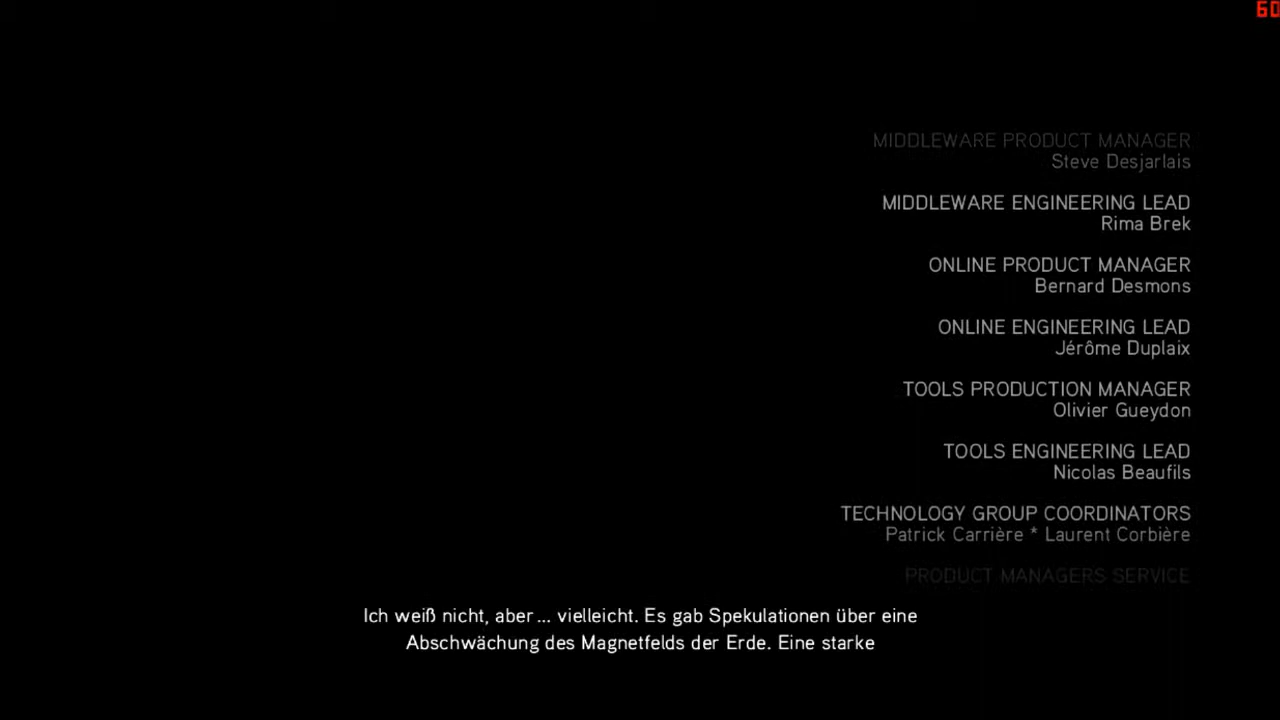 60
MIDDLEWARE PRODUCT MANAGER
Steve Desjarlais
MIDDLEWARE ENGINEERING LEAD
Rima Brek
ONLINE PRODUCT MANAGER
Bernard Desmons
ONLINE ENGINEERING LEAD
Jérôme Duplaix
TOOLS PRODUCTION MANAGER
Olivier Gueydon
TOOLS ENGINEERING LEAD
Nicolas Beaufils
TECHNOLOGY GROUP COORDINATORS
Patrick Carrière * Laurent Corbière
PRODUCT MANAGERS SERVICE
Ich weiß nicht, aber ... vielleicht. Es gab Spekulationen über eine
Abschwächung des Magnetfelds der Erde. Eine starke